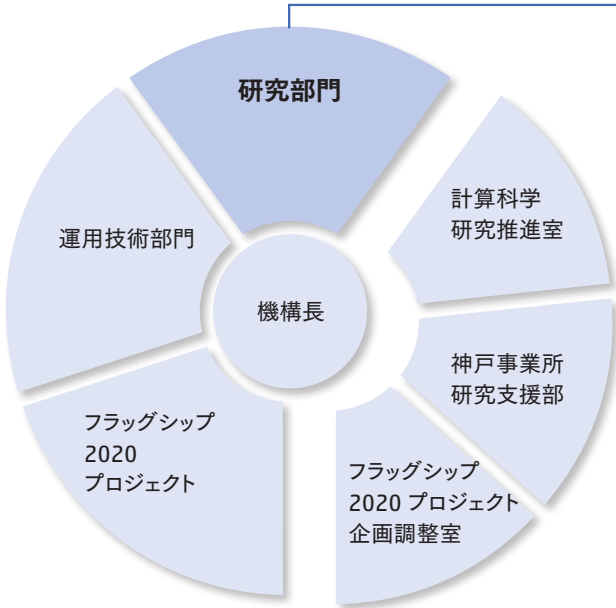 研究部門
計算科学
研究推進室
運用技術部門
機構長
神戸事業所
研究支援部
フラッグシップ
2020
プロジェクト
フラッグシップ
2020 プロジェクト
企画調整室